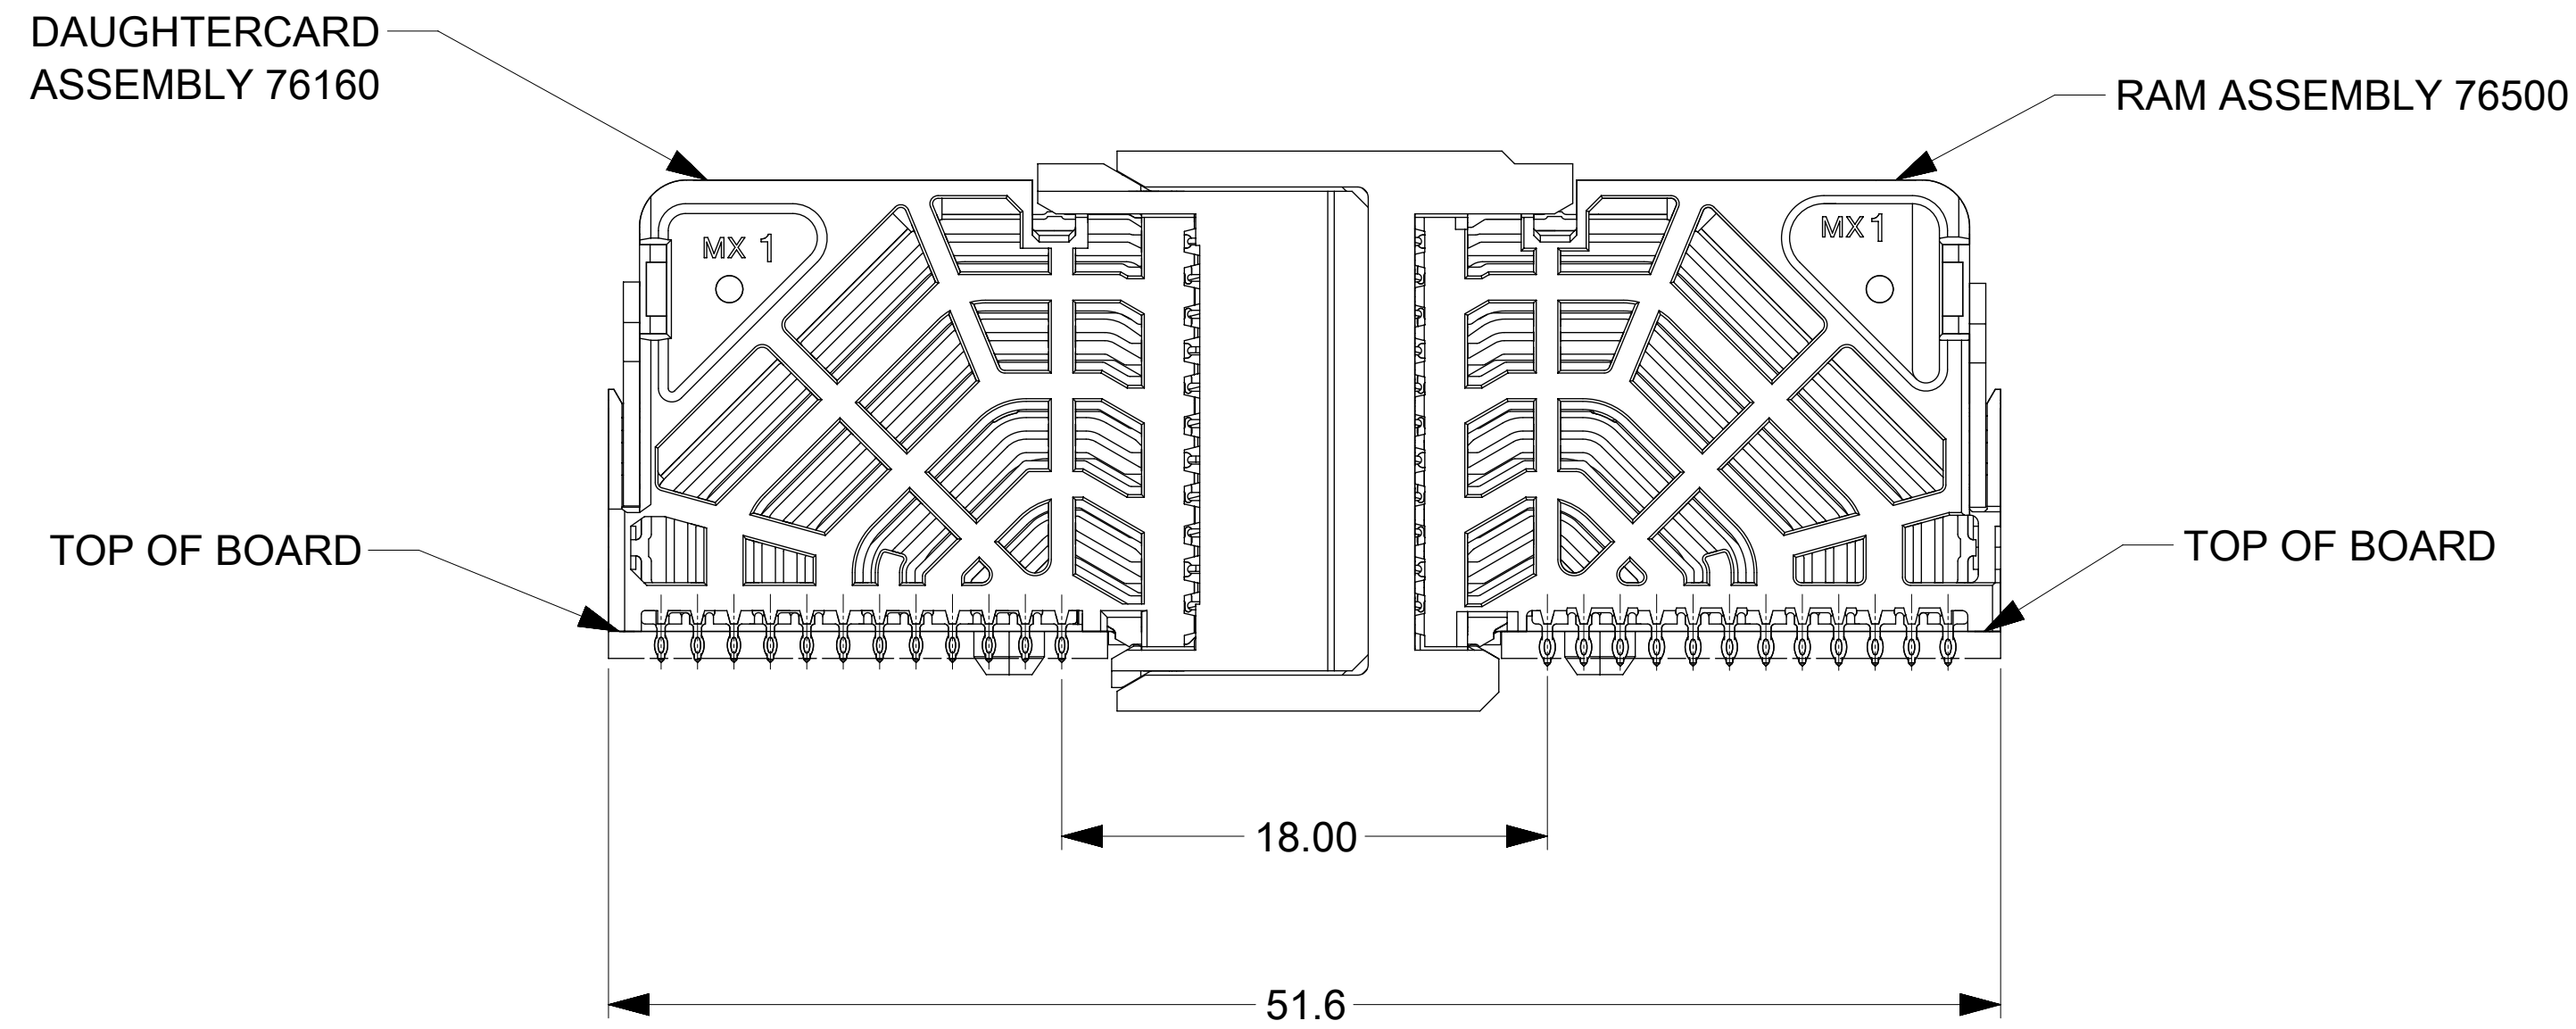 DAUGHTERCARD
ASSEMBLY 76160
RAM ASSEMBLY 76500
MX 1
MX 1
TOP OF BOARD
TOP OF BOARD
18.00
51.6